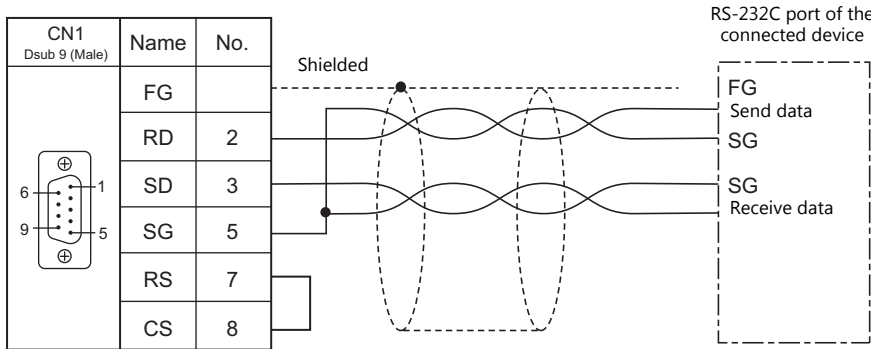 CN1
Dsub 9 (Male)
Name
No.
FG
RD
2
SD
3
SG
5
RS
7
CS
8
6
1
9
5
Shielded
RS-232C port of the
connected device
FG
Send data
SG
SG
Receive data